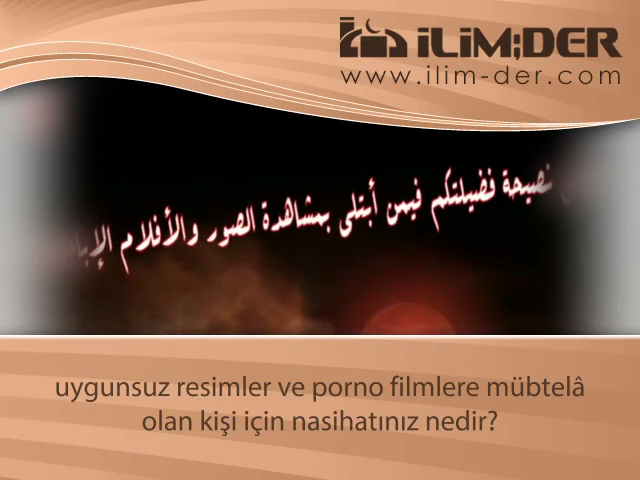 İLİM;DER
www.ilim-der.com
نصيحة فضيلتكم فيمن أبتلى بمشاهدة الصور والأفلام
uygunsuz resimler ve porno filmlere mübtelâ
olan kişi için nasihatınız nedir?